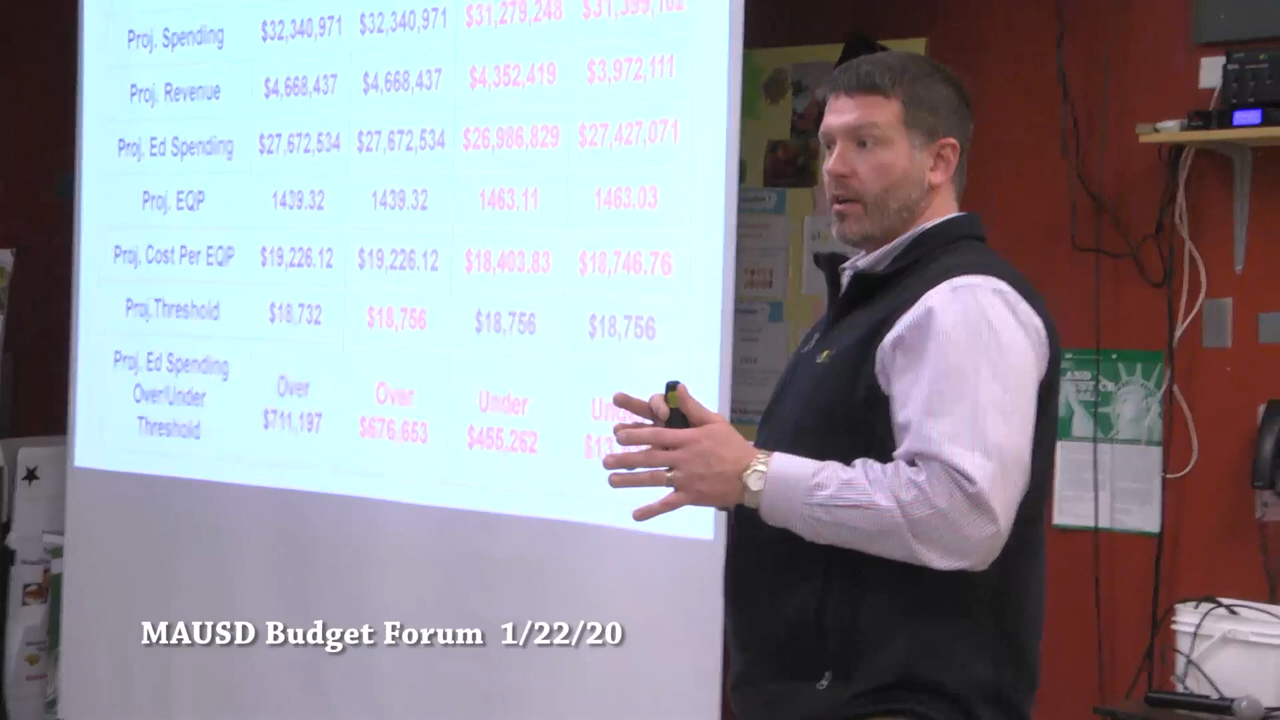 Proj. Spending $32,340,971 $32,340,971 $31,279,248
Proj. Revenue $4,668,437 $4,668,437 $4,352,419 $3,972,111
Proj. Ed Spending $27,672,534 $27,672,534 $26,986,829 $27,427,071
Proj. EQP 1439.32 1439.32 1463.11 1463.03
Proj. Cost Per EQP $19,226.12 $19,226.12 $18,403.83 $18,746.76
Proj.Threshold $18,732 $18,756 $18,756 $18,756
Proj. Ed Spending
Over/Under Over Over Under
Threshold $711,197 $676,653 $455,262
MAUSD Budget Forum 1/22/20